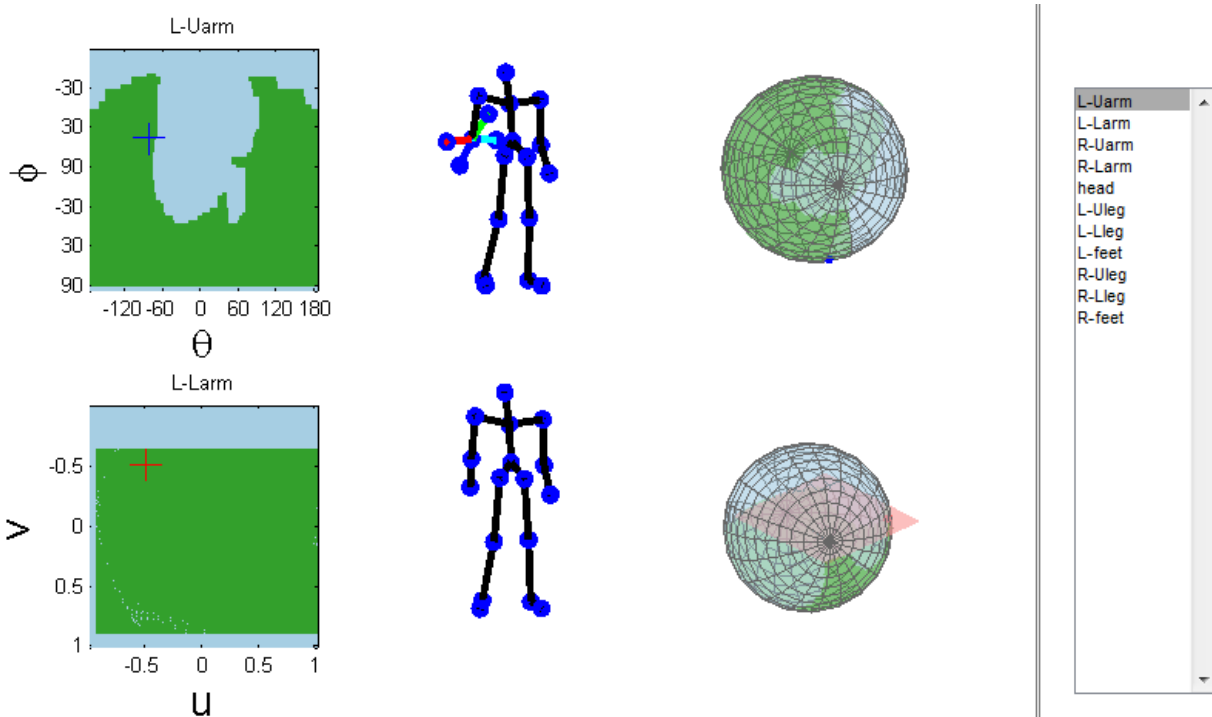 L-Uarm
-30
30
90
-30
30
90
ϕ
-120 -60 0 60 120 180
θ
L-Larm
-0.5
0
0.5
1
v
-0.5 0 0.5 1
u
L-Uarm
L-Larm
R-Uarm
R-Larm
head
L-Uleg
L-Lleg
L-feet
R-Uleg
R-Lleg
R-feet